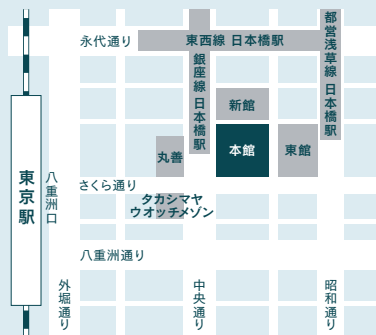 永代通り
東西線 日本橋駅
都営浅草線 日本橋駅
銀座線 日本橋駅
新館
本館
東館
丸善
東京駅
八重洲口
さくら通り
タカシマヤ
ウオッチメゾン
八重洲通り
外堀通り
中央通り
昭和通り